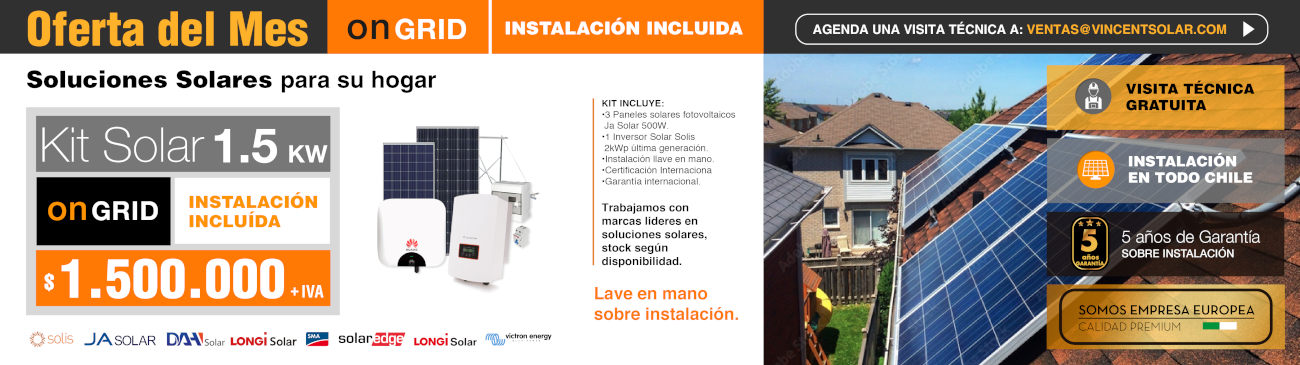 Oferta del Mes
on GRID
INSTALACIÓN INCLUIDA
AGENDA UNA VISITA TÉCNICA A: VENTAS@VINCENTSOLAR.COM
Soluciones Solares para su hogar
Kit Solar 1.5 KW
on GRID
INSTALACIÓN
INCLUÍDA
$ 1.500.000 + IVA
HUAWEI
KIT INCLUYE:
•3 Paneles solares fotovoltaicos
Ja Solar 500W.
•1 Inversor Solar Solis
2kWp última generación.
•Instalación llave en mano.
•Certificación Internaciona
•Garantía internacional.
Trabajamos con
marcas lideres en
soluciones solares,
stock según
disponibilidad.
Lave en mano
sobre instalación.
solis
JA SOLAR
DAH Solar
LONGi Solar
SMA
solaredge
LONGi Solar
victron energy
VISITA TÉCNICA
GRATUITA
INSTALACIÓN
EN TODO CHILE
5
años
GARANTÍA
5 años de Garantía
SOBRE INSTALACIÓN
SOMOS EMPRESA EUROPEA
CALIDAD PREMIUM